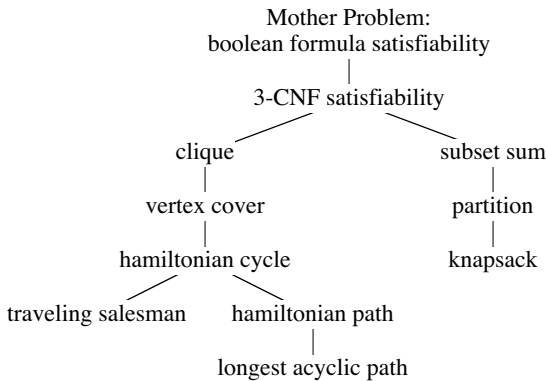 Mother Problem:
boolean formula satisfiability
3-CNF satisfiability
clique
subset sum
vertex cover
partition
hamiltonian cycle
knapsack
traveling salesman
hamiltonian path
longest acyclic path